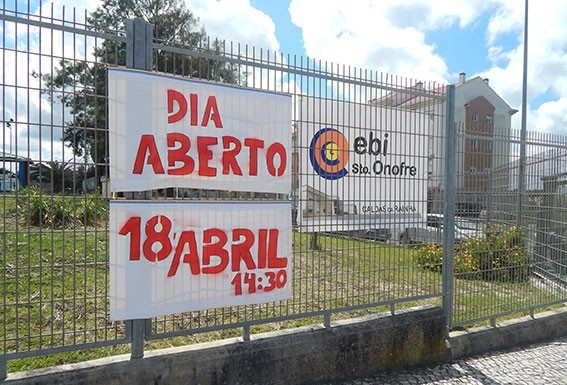 DIA
ABERTO
18 ABRIL
14:30
ebi
sto. Onofre
CALDAS DA RAINHA